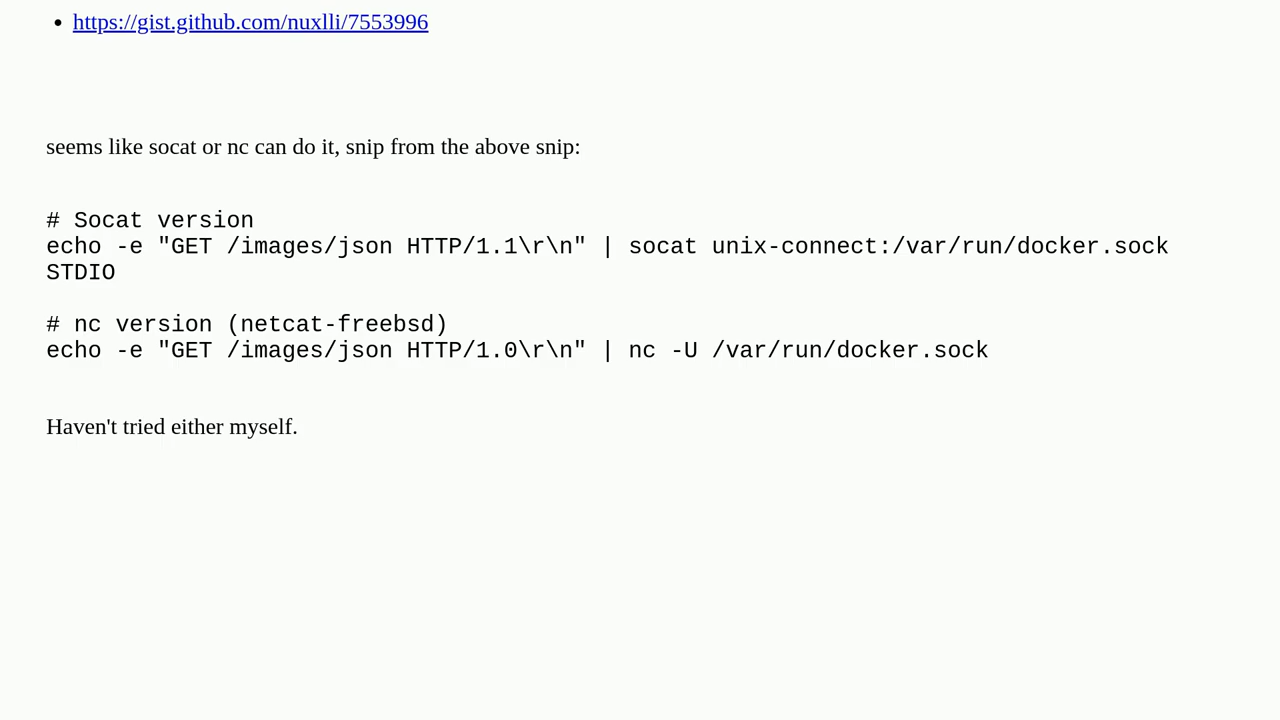 https://gist.github.com/nuxlli/7553996
seems like socat or nc can do it, snip from the above snip:
# Socat version
echo -e "GET /images/json HTTP/1.1\r\n" | socat unix-connect:/var/run/docker.sock
STDIO
# nc version (netcat-freebsd)
echo -e "GET /images/json HTTP/1.0\r\n" | nc -U /var/run/docker.sock
Haven't tried either myself.